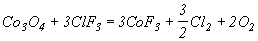 Co₃O₄ + 3ClF₃ = 3CoF₃ + 3/2 Cl₂ + 2O₂